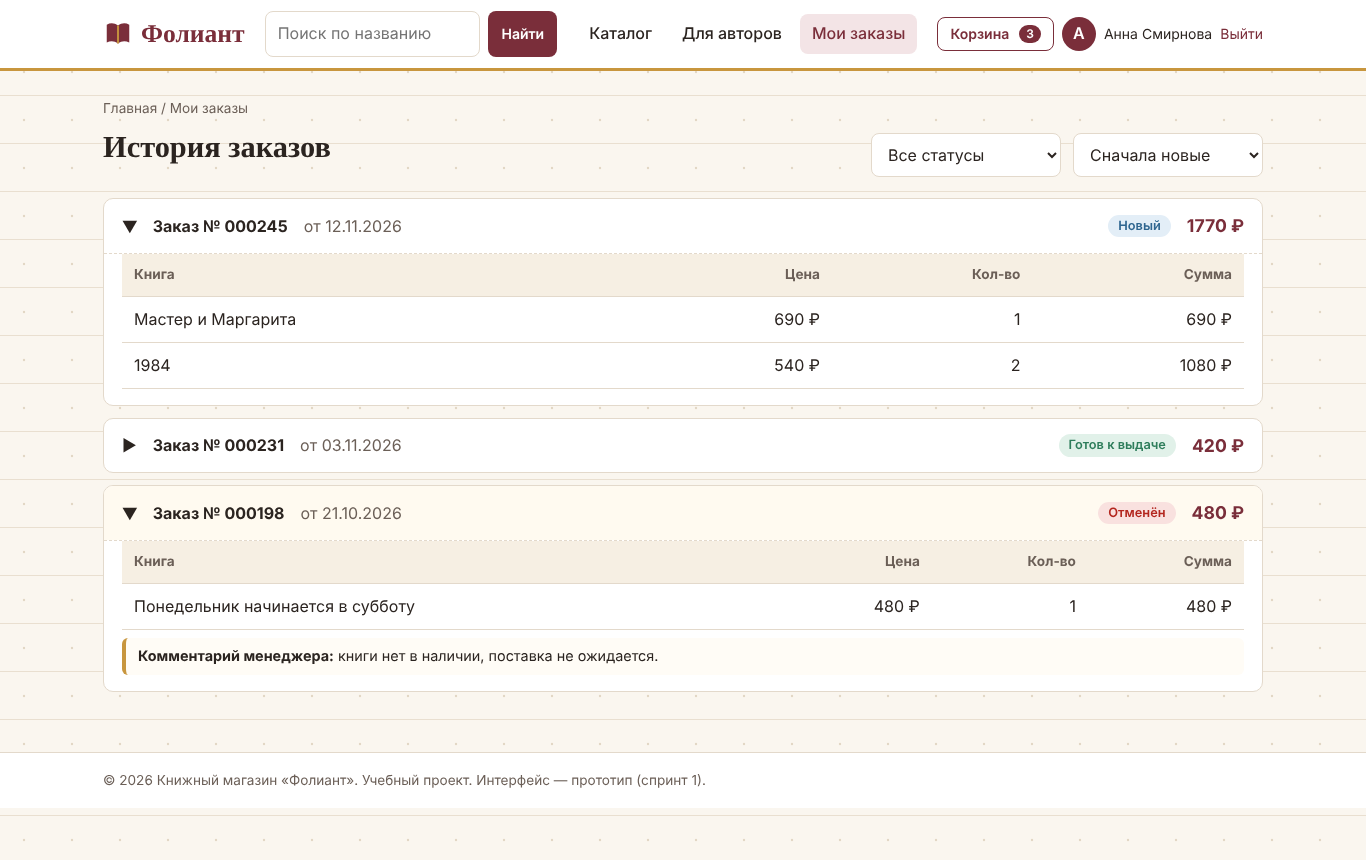 Фолиант
Поиск по названию
Найти
Каталог
Для авторов
Мои заказы
Корзина 3
А
Анна Смирнова
Выйти
Главная / Мои заказы
История заказов
Все статусы
Сначала новые
▼ Заказ № 000245 от 12.11.2026 Новый 1770 ₽
Книга Цена Кол-во Сумма
Мастер и Маргарита 690 ₽ 1 690 ₽
1984 540 ₽ 2 1080 ₽
▶ Заказ № 000231 от 03.11.2026 Готов к выдаче 420 ₽
▼ Заказ № 000198 от 21.10.2026 Отменён 480 ₽
Книга Цена Кол-во Сумма
Понедельник начинается в субботу 480 ₽ 1 480 ₽
Комментарий менеджера: книги нет в наличии, поставка не ожидается.
© 2026 Книжный магазин «Фолиант». Учебный проект. Интерфейс — прототип (спринт 1).